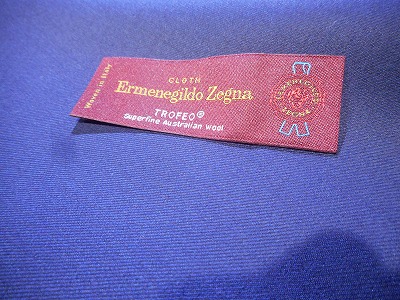 Woven in Italy
CLOTH
Ermenegildo Zegna
TROFEO®
Superfine Australian Wool